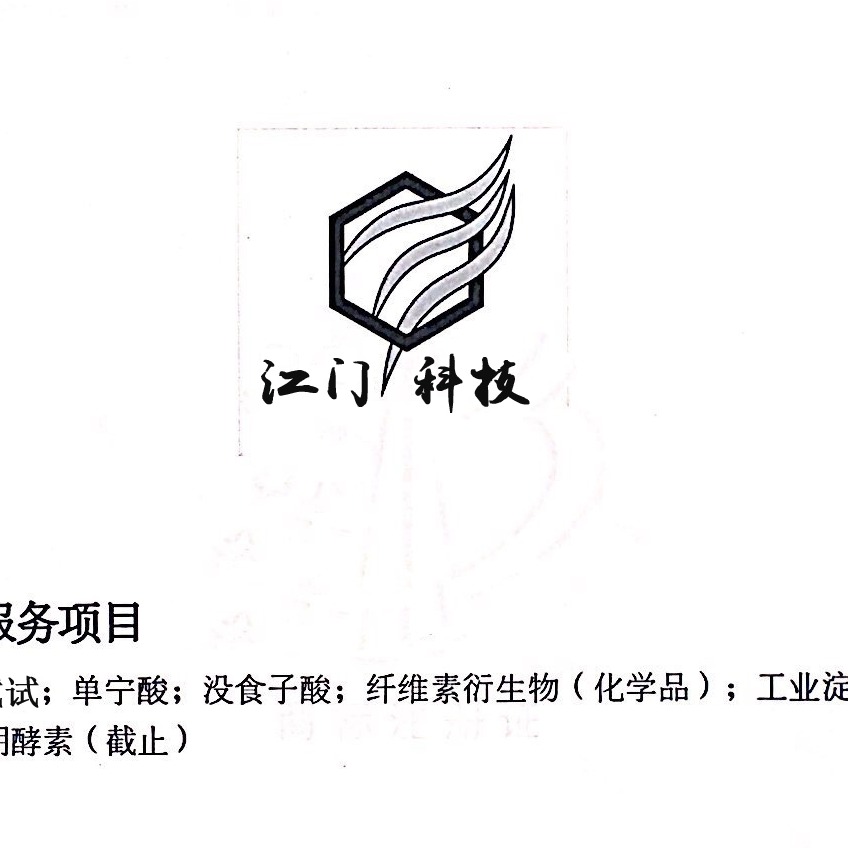 江门科技
服务项目
试；单宁酸；没食子酸；纤维素衍生物（化学品）；工业淀
酵素（截止）